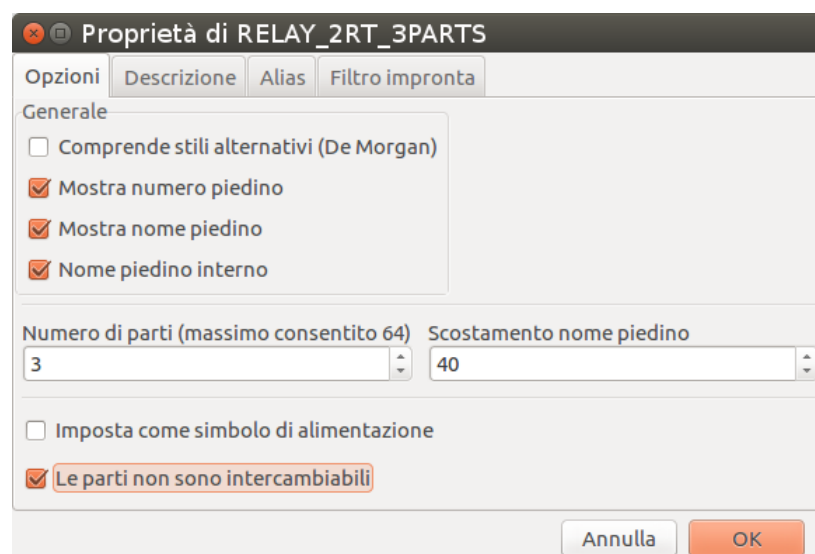 Proprietà di RELAY_2RT_3PARTS
Opzioni Descrizione Alias Filtro impronta
Generale
Comprende stili alternativi (De Morgan)
Mostra numero piedino
Mostra nome piedino
Nome piedino interno
Numero di parti (massimo consentito 64) Scostamento nome piedino
3 40
Imposta come simbolo di alimentazione
Le parti non sono intercambiabili
Annulla OK